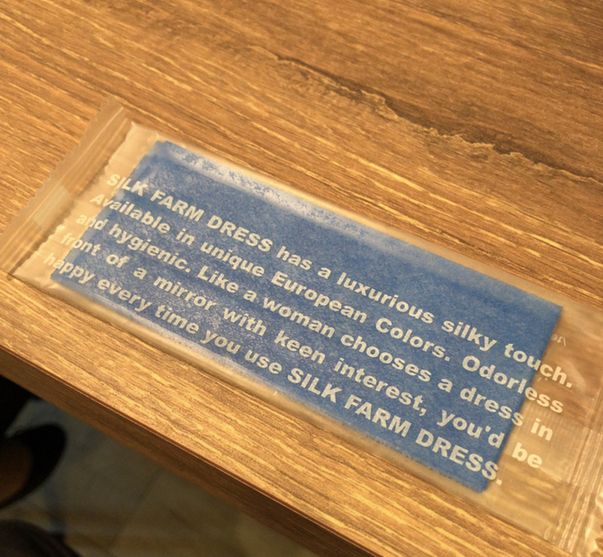 SILK FARM DRESS has a luxurious silky touch.
Available in unique European Colors. Odorless
and hygienic. Like a woman chooses a dress in
front of a mirror with keen interest, you'd be
happy every time you use SILK FARM DRESS.